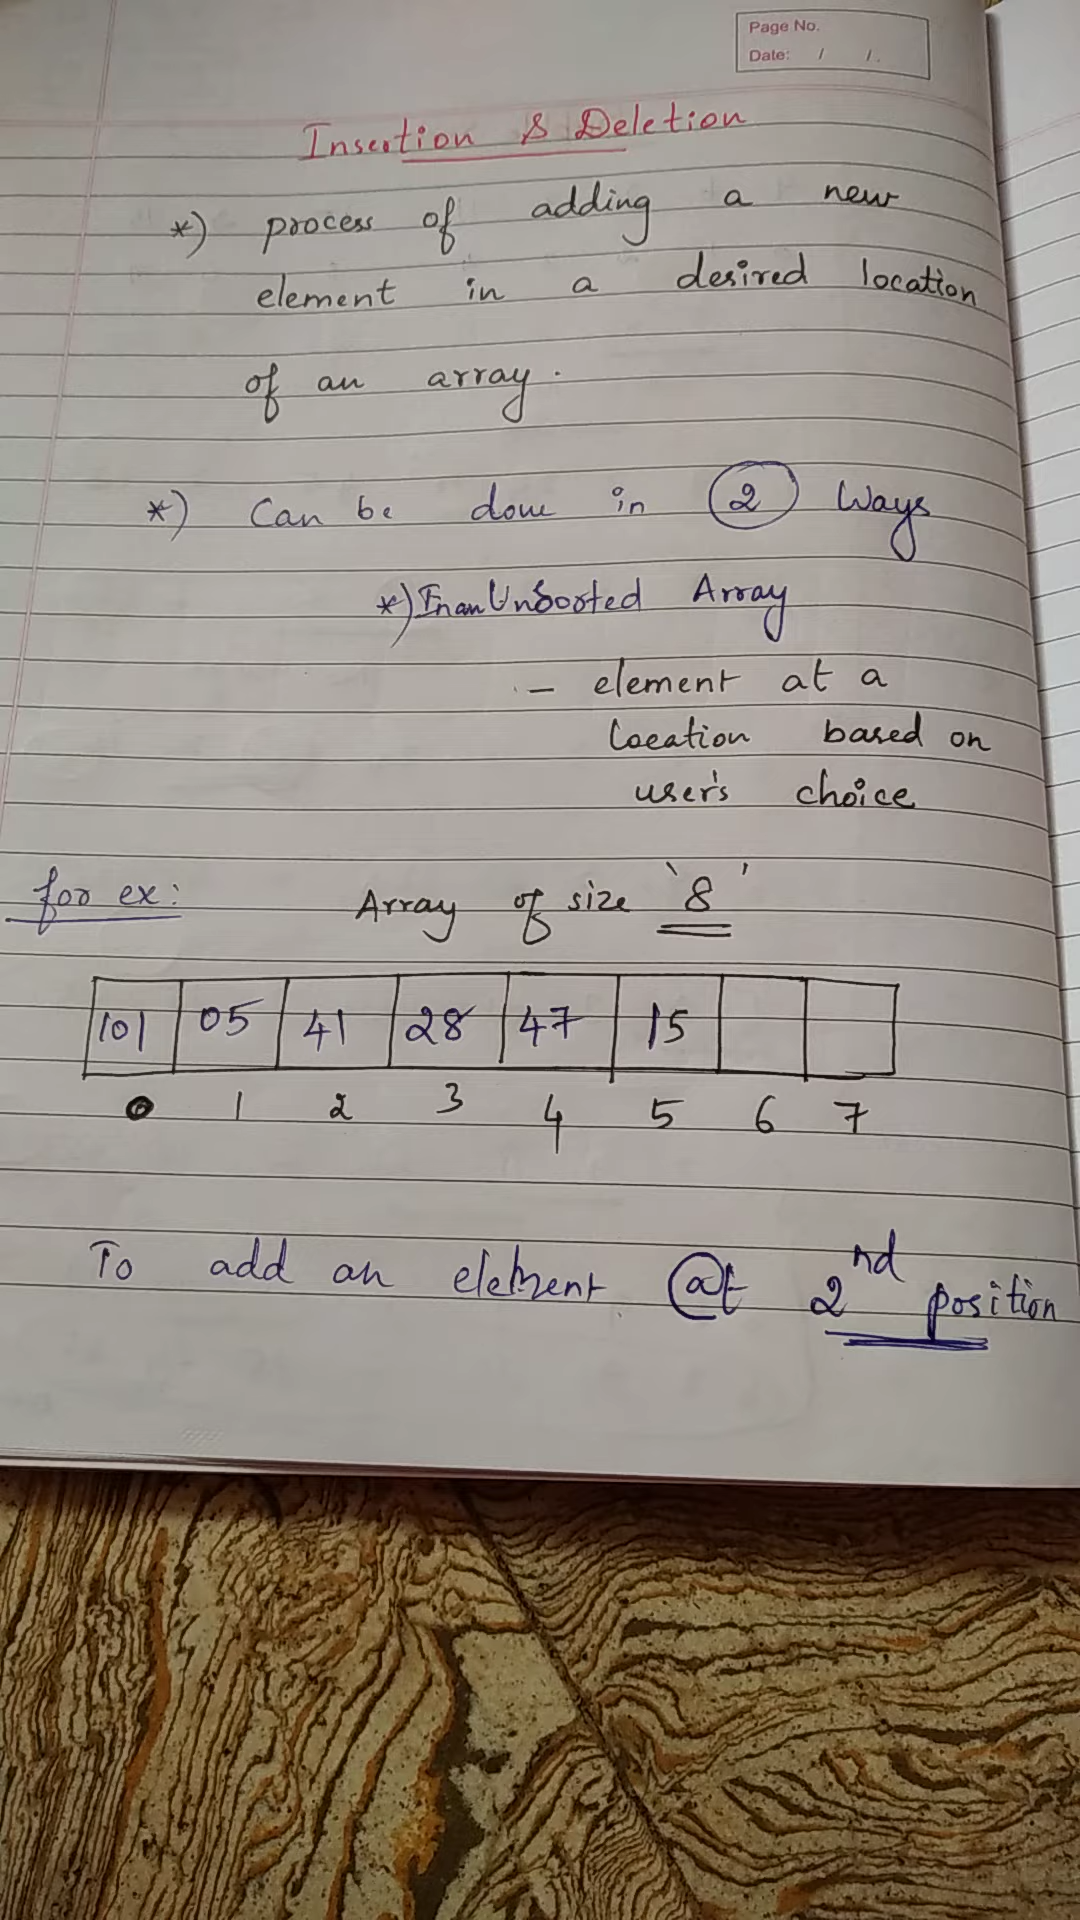 Page No.
Date: / /.
Insertion & Deletion
*) process of adding a new
element in a desired location
of an array.
*) Can be done in 2 Ways
*) In an UnSorted Array
- element at a
location based on
user's choice
for ex: Array of size '8'
101 05 41 28 47 15
0 1 2 3 4 5 6 7
To add an element @at 2nd position